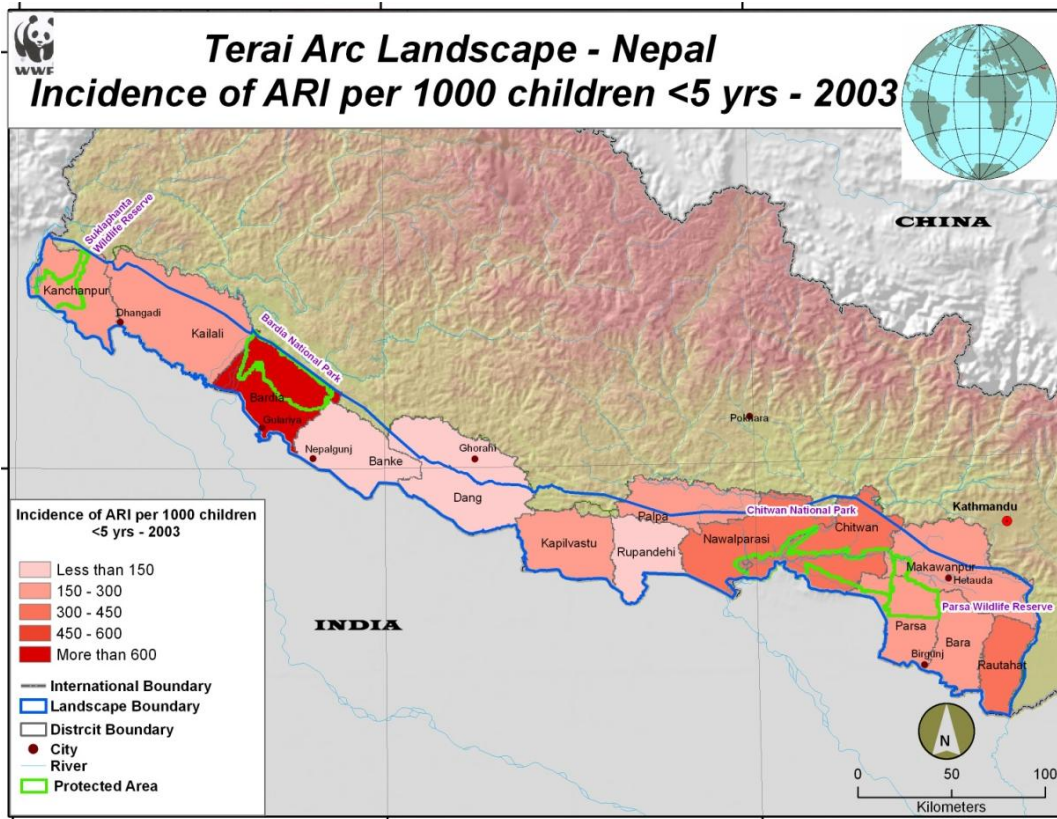 WWF
Terai Arc Landscape - Nepal
Incidence of ARI per 1000 children <5 yrs - 2003
CHINA
Suklaphanta
Wildlife Reserve
Kanchanpur
Dhangadi
Kailali
Bardia National Park
Bardia
Gulariya
Pokhara
Nepalgunj
Banke
Ghorahi
Dang
Palpa
Chitwan National Park
Kathmandu
Kapilvastu
Rupandehi
Nawalparasi
Chitwan
Makawanpur
Hetauda
Parsa Wildlife Reserve
INDIA
Parsa
Bara
Birgunj
Rautahat
Incidence of ARI per 1000 children
<5 yrs - 2003
Less than 150
150 - 300
300 - 450
450 - 600
More than 600
International Boundary
Landscape Boundary
Distrcit Boundary
City
River
Protected Area
N
0 50 100
Kilometers